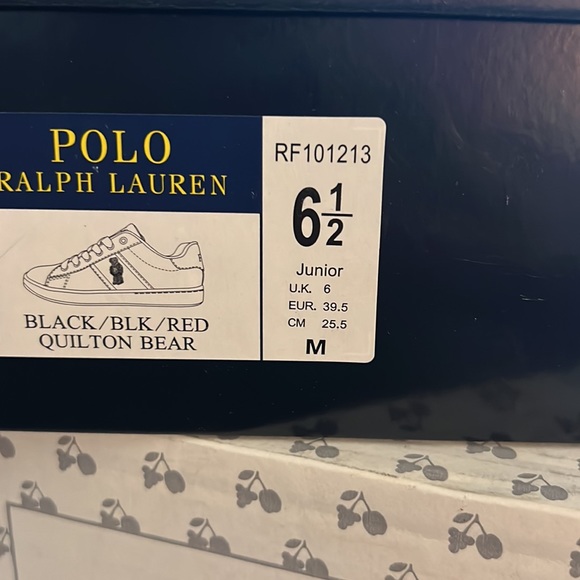 POLO
RALPH LAUREN
BLACK/BLK/RED
QUILTON BEAR
RF101213
6 1/2
Junior
U.K. 6
EUR. 39.5
CM 25.5
M